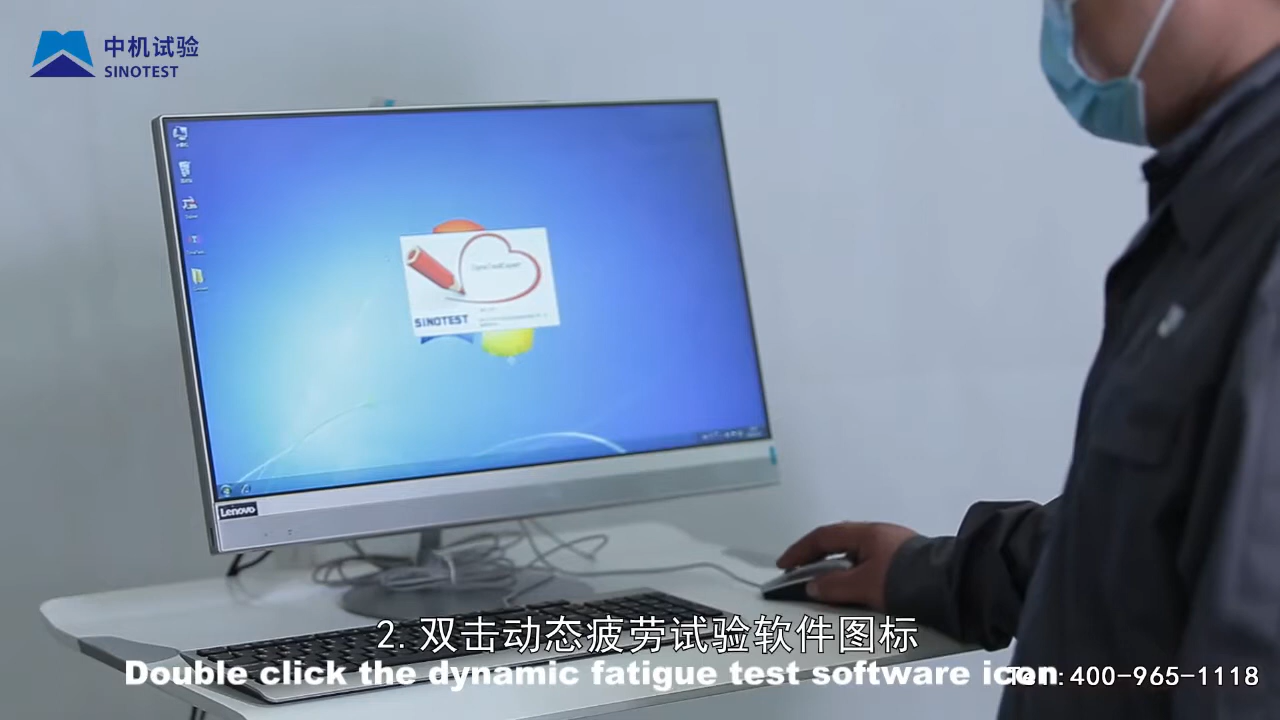 中机试验
SINOTEST
SINOTEST
Lenovo
2. 双击动态疲劳试验软件图标
Double click the dynamic fatigue test software icon
Tel:400-965-1118